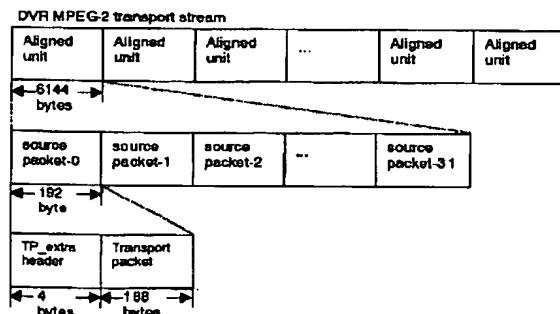 DVR MPEG-2 transport stream
Aligned unit Aligned unit Aligned unit ... Aligned unit Aligned unit
6144 bytes
source packet-0 source packet-1 source packet-2 ... source packet-31
192 byte
TP_extra header Transport packet
4 bytes 188 bytes